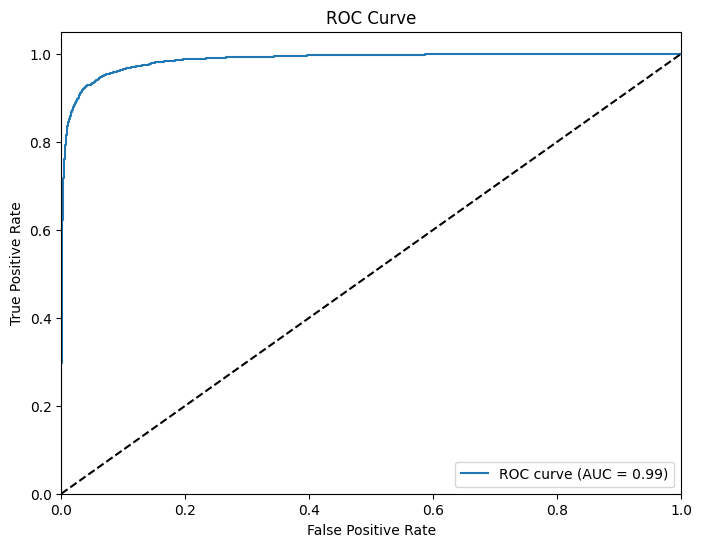 ROC Curve
True Positive Rate
1.0
0.8
0.6
0.4
0.2
0.0
0.0 0.2 0.4 0.6 0.8 1.0
False Positive Rate
ROC curve (AUC = 0.99)